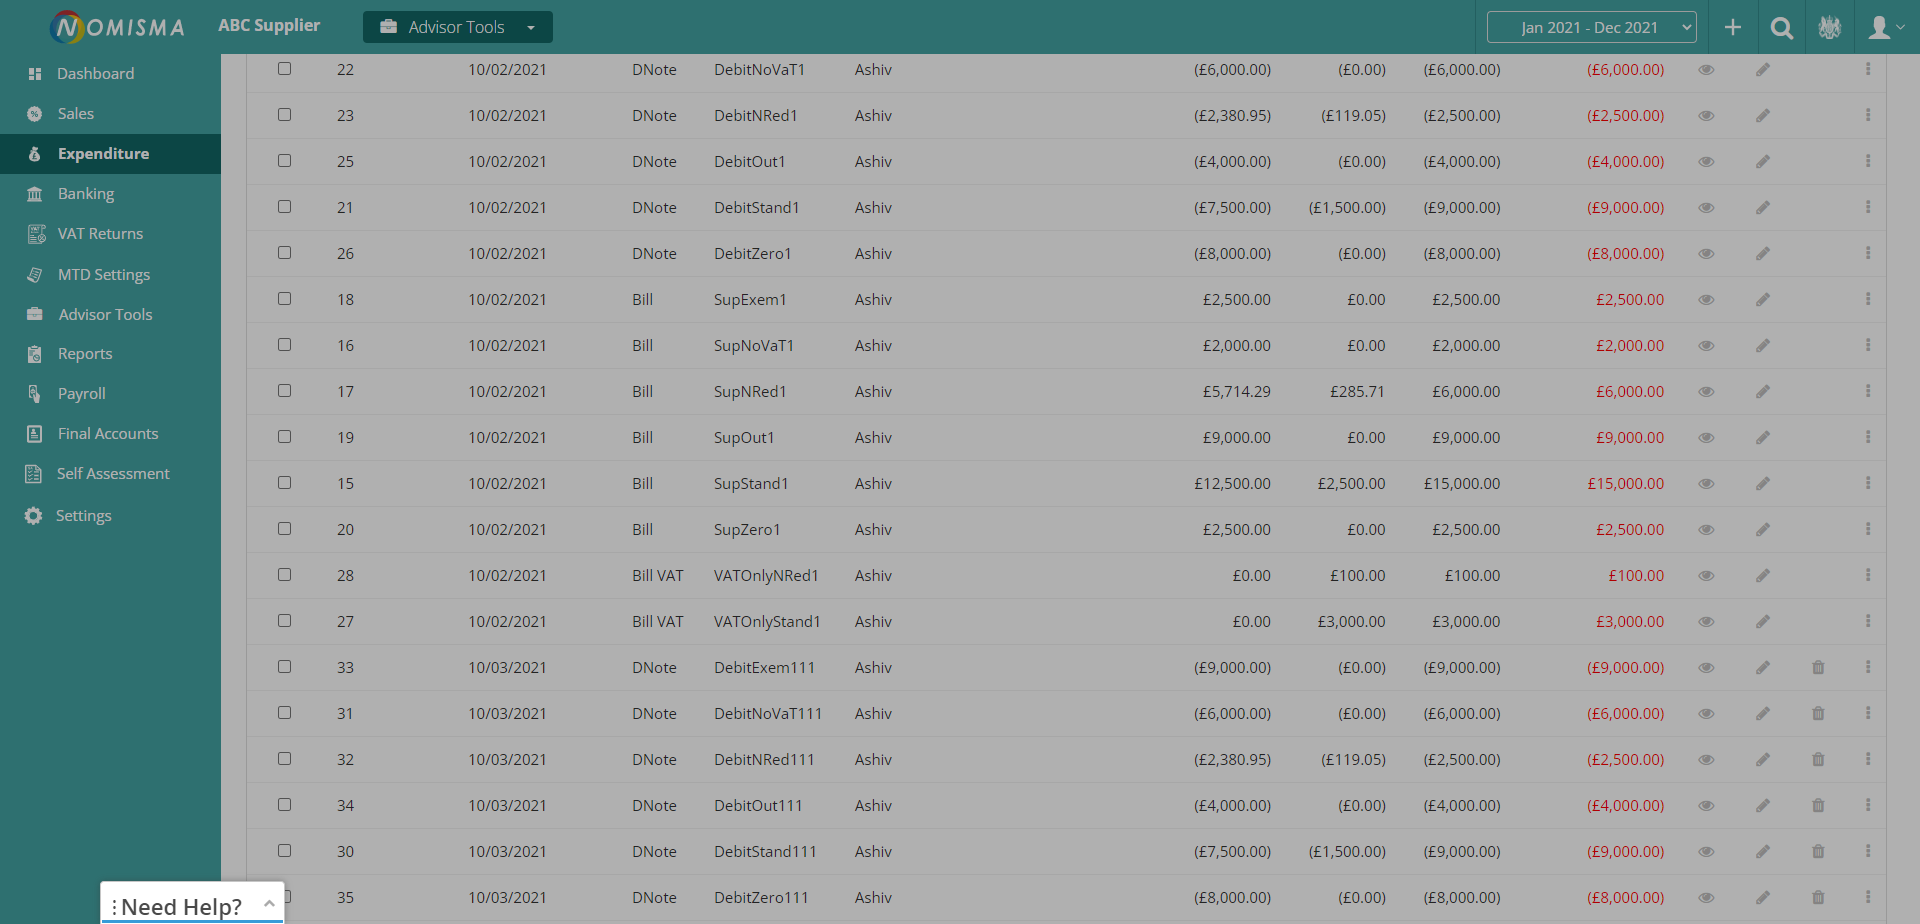 NOMISMA ABC Supplier Advisor Tools Jan 2021 - Dec 2021
Dashboard
Sales
Expenditure
Banking
VAT Returns
MTD Settings
Advisor Tools
Reports
Payroll
Final Accounts
Self Assessment
Settings
22 10/02/2021 DNote DebitNoVaT1 Ashiv (£6,000.00) (£0.00) (£6,000.00) (£6,000.00)
23 10/02/2021 DNote DebitNRed1 Ashiv (£2,380.95) (£119.05) (£2,500.00) (£2,500.00)
25 10/02/2021 DNote DebitOut1 Ashiv (£4,000.00) (£0.00) (£4,000.00) (£4,000.00)
21 10/02/2021 DNote DebitStand1 Ashiv (£7,500.00) (£1,500.00) (£9,000.00) (£9,000.00)
26 10/02/2021 DNote DebitZero1 Ashiv (£8,000.00) (£0.00) (£8,000.00) (£8,000.00)
18 10/02/2021 Bill SupExem1 Ashiv £2,500.00 £0.00 £2,500.00 £2,500.00
16 10/02/2021 Bill SupNoVaT1 Ashiv £2,000.00 £0.00 £2,000.00 £2,000.00
17 10/02/2021 Bill SupNRed1 Ashiv £5,714.29 £285.71 £6,000.00 £6,000.00
19 10/02/2021 Bill SupOut1 Ashiv £9,000.00 £0.00 £9,000.00 £9,000.00
15 10/02/2021 Bill SupStand1 Ashiv £12,500.00 £2,500.00 £15,000.00 £15,000.00
20 10/02/2021 Bill SupZero1 Ashiv £2,500.00 £0.00 £2,500.00 £2,500.00
28 10/02/2021 Bill VAT VATOnlyNRed1 Ashiv £0.00 £100.00 £100.00 £100.00
27 10/02/2021 Bill VAT VATOnlyStand1 Ashiv £0.00 £3,000.00 £3,000.00 £3,000.00
33 10/03/2021 DNote DebitExem111 Ashiv (£9,000.00) (£0.00) (£9,000.00) (£9,000.00)
31 10/03/2021 DNote DebitNoVaT111 Ashiv (£6,000.00) (£0.00) (£6,000.00) (£6,000.00)
32 10/03/2021 DNote DebitNRed111 Ashiv (£2,380.95) (£119.05) (£2,500.00) (£2,500.00)
34 10/03/2021 DNote DebitOut111 Ashiv (£4,000.00) (£0.00) (£4,000.00) (£4,000.00)
30 10/03/2021 DNote DebitStand111 Ashiv (£7,500.00) (£1,500.00) (£9,000.00) (£9,000.00)
35 10/03/2021 DNote DebitZero111 Ashiv (£8,000.00) (£0.00) (£8,000.00) (£8,000.00)
Need Help?